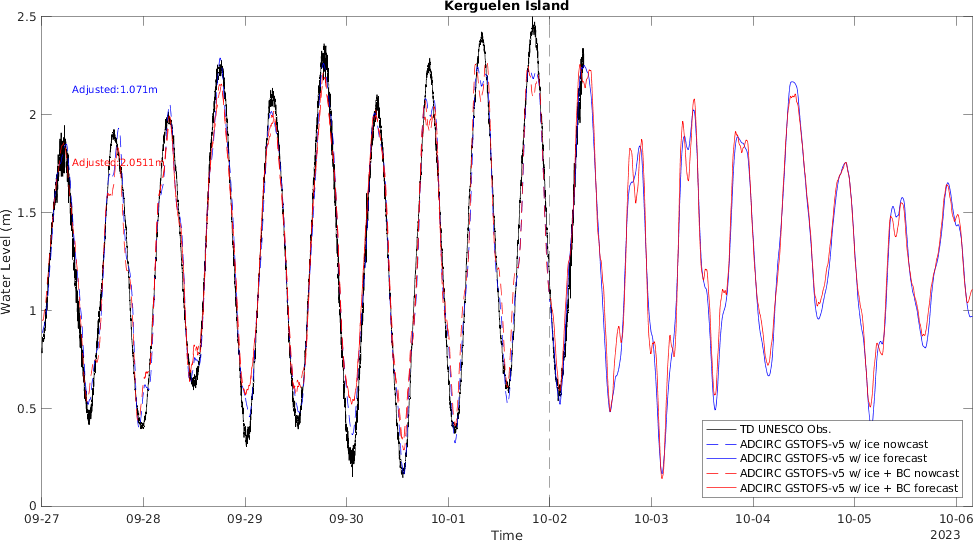 Kerguelen Island
2.5
2
1.5
1
0.5
0
Water Level (m)
Adjusted:1.071m
Adjusted:2.0511m
TD UNESCO Obs.
ADCIRC GSTOFS-v5 w/ ice nowcast
ADCIRC GSTOFS-v5 w/ ice forecast
ADCIRC GSTOFS-v5 w/ ice + BC nowcast
ADCIRC GSTOFS-v5 w/ ice + BC forecast
09-27 09-28 09-29 09-30 10-01 10-02 10-03 10-04 10-05 10-06
Time
2023